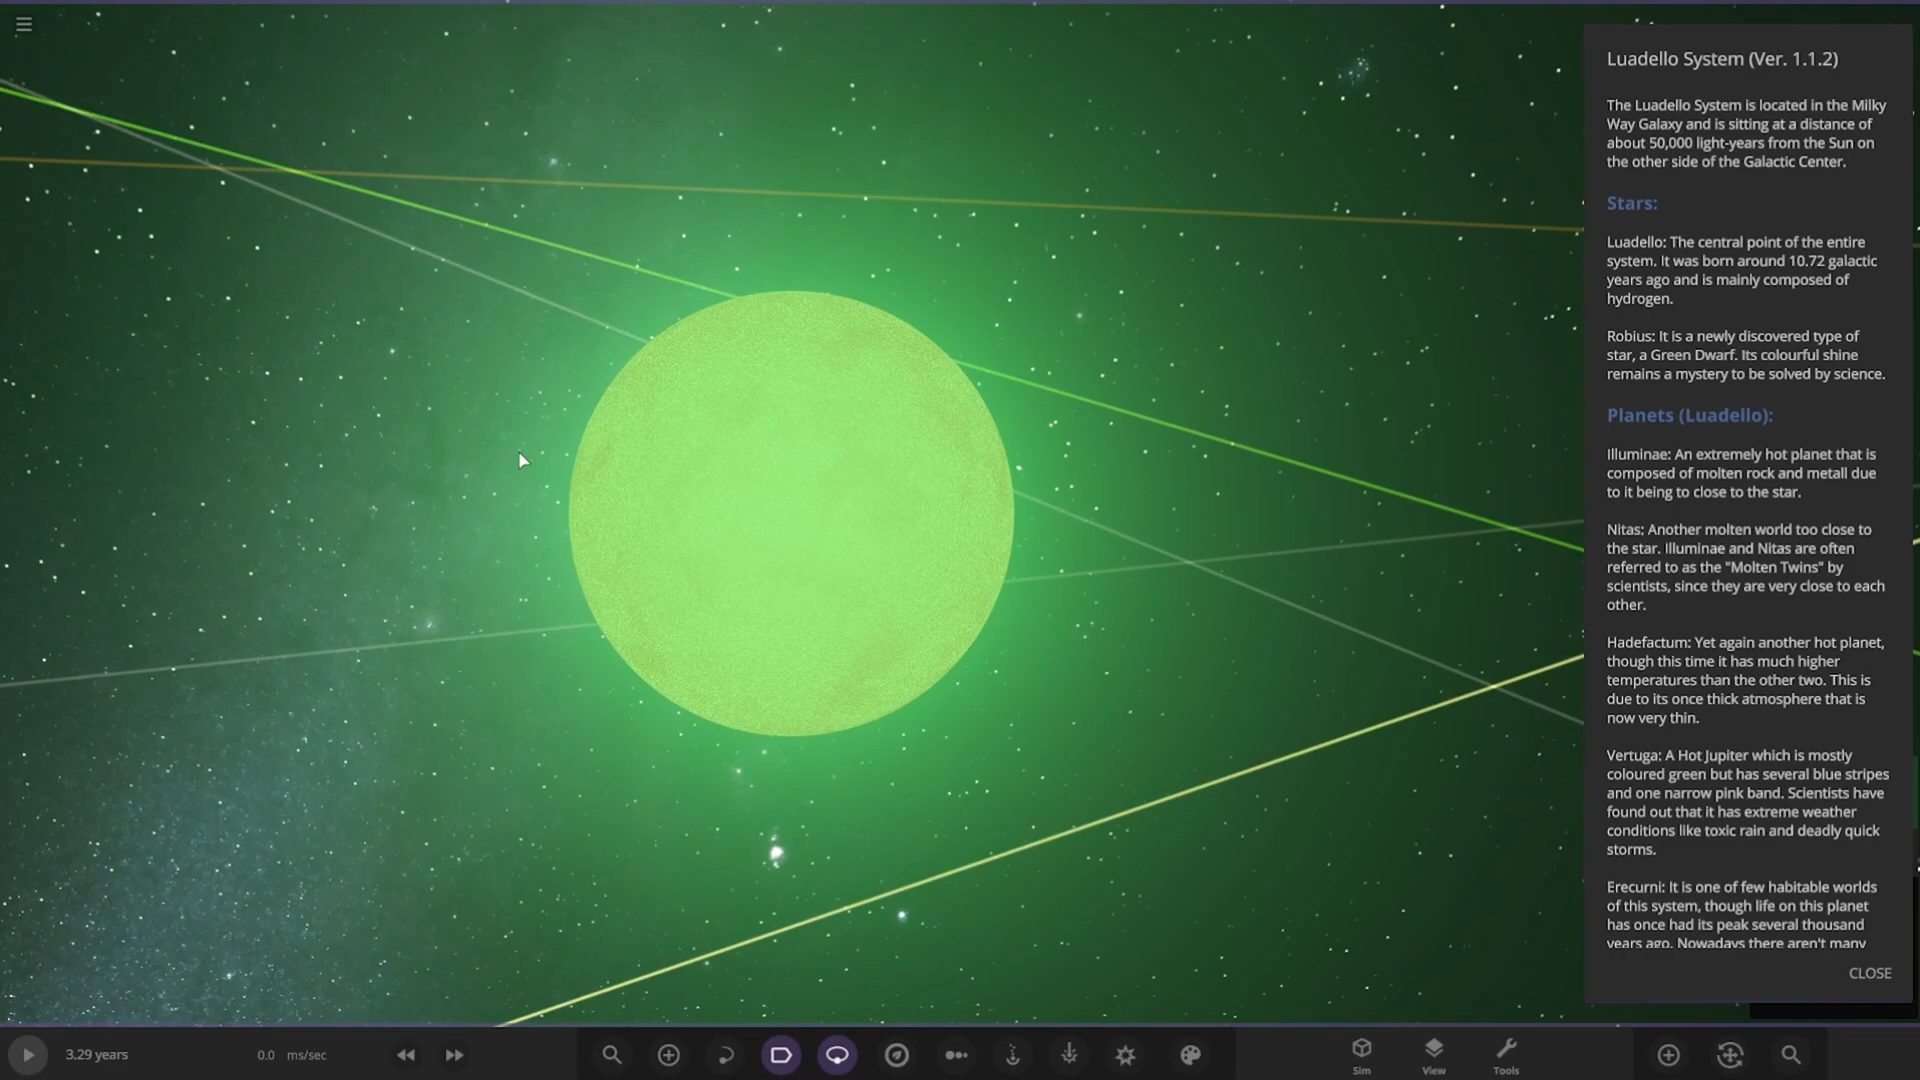 Luadello System (Ver. 1.1.2)
The Luadello System is located in the Milky
Way Galaxy and is sitting at a distance of
about 50,000 light-years from the Sun on
the other side of the Galactic Center.
Stars:
Luadello: The central point of the entire
system. It was born around 10.72 galactic
years ago and is mainly composed of
hydrogen.
Robius: It is a newly discovered type of
star, a Green Dwarf. Its colourful shine
remains a mystery to be solved by science.
Planets (Luadello):
Illuminae: An extremely hot planet that is
composed of molten rock and metall due
to it being to close to the star.
Nitas: Another molten world too close to
the star. Illuminae and Nitas are often
referred to as the "Molten Twins" by
scientists, since they are very close to each
other.
Hadefactum: Yet again another hot planet,
though this time it has much higher
temperatures than the other two. This is
due to its once thick atmosphere that is
now very thin.
Vertuga: A Hot Jupiter which is mostly
coloured green but has several blue stripes
and one narrow pink band. Scientists have
found out that it has extreme weather
conditions like toxic rain and deadly quick
storms.
Erecurni: It is one of few habitable worlds
of this system, though life on this planet
has once had its peak several thousand
years ago. Nowadays there aren't many
CLOSE
3.29 years
0.0 ms/sec
Sim
View
Tools